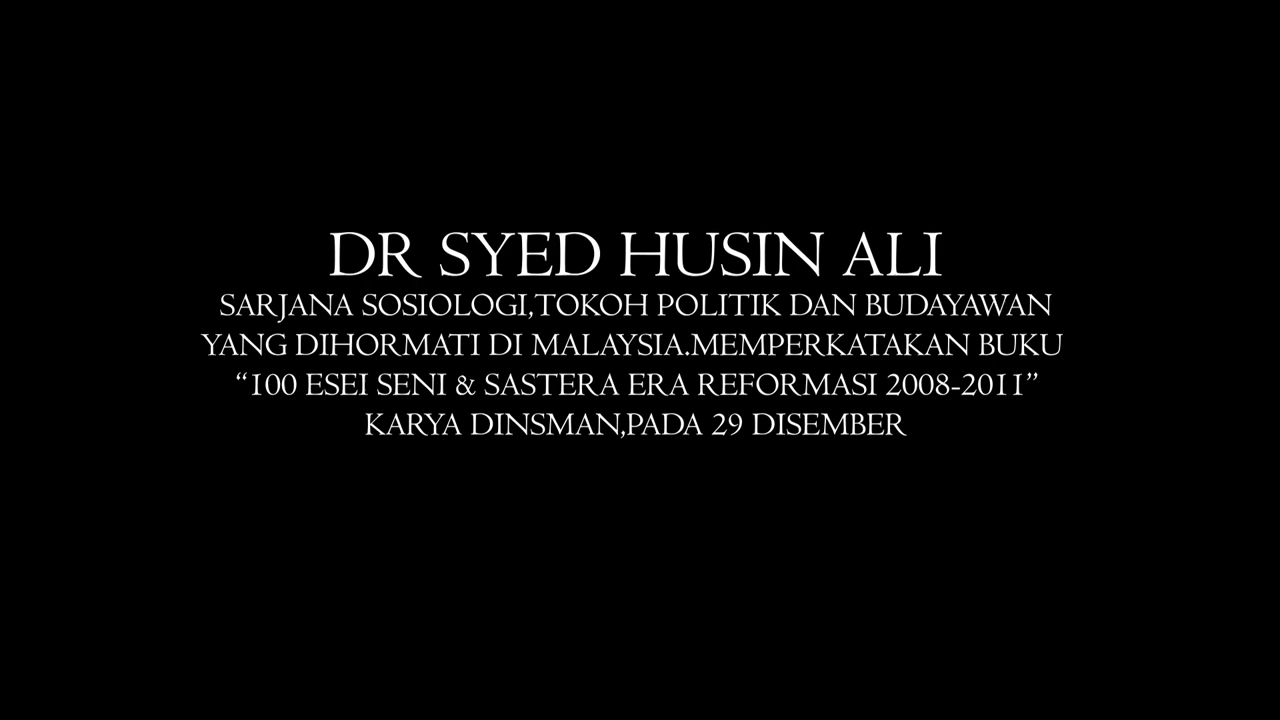 DR SYED HUSIN ALI
SARJANA SOSIOLOGI,TOKOH POLITIK DAN BUDAYAWAN
YANG DIHORMATI DI MALAYSIA.MEMPERKATAKAN BUKU
“100 ESEI SENI & SASTERA ERA REFORMASI 2008-2011”
KARYA DINSMAN,PADA 29 DISEMBER